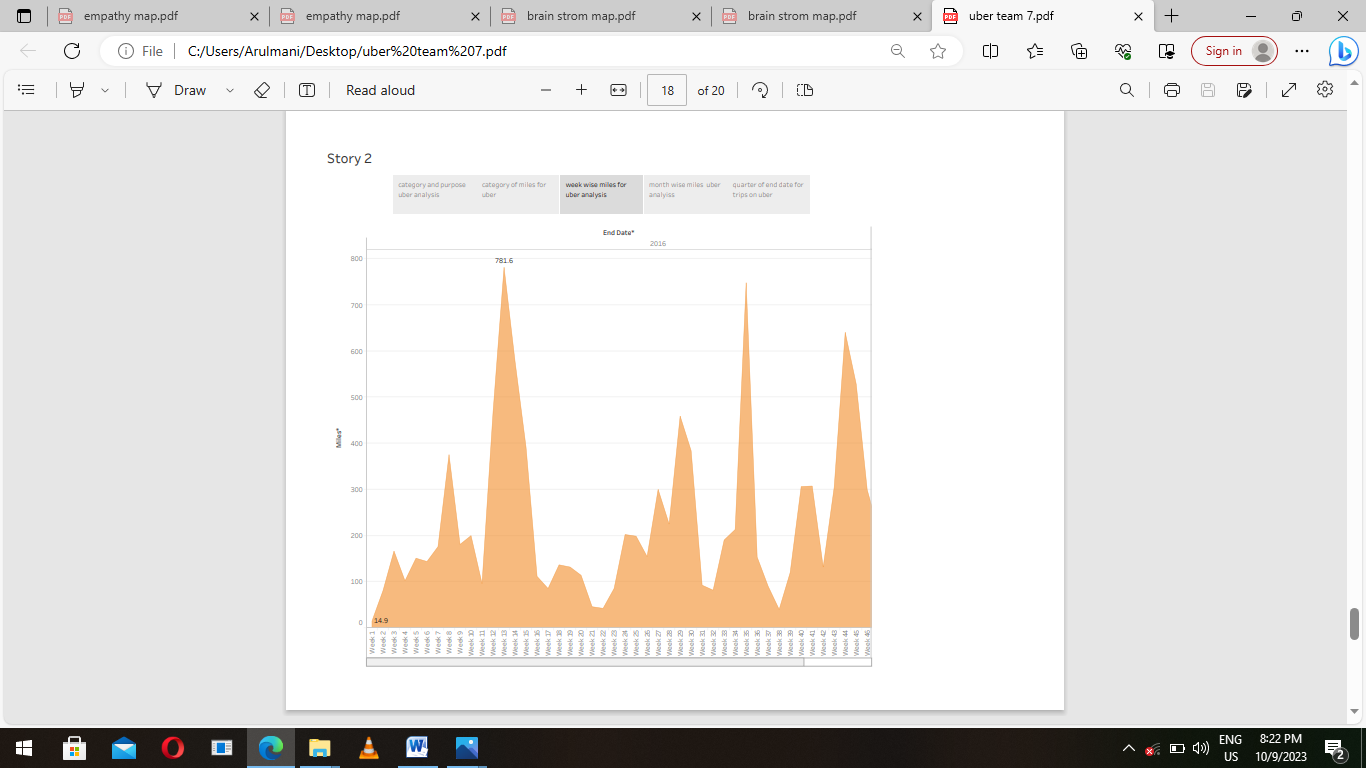 empathy map.pdf
empathy map.pdf
brain strom map.pdf
brain strom map.pdf
uber team 7.pdf
File
C:/Users/Arulmani/Desktop/uber%20team%207.pdf
Sign in
Draw
Read aloud
18 of 20
Story 2
category and purpose uber analysis
category of miles for uber
week wise miles for uber analysis
month wise miles uber analyiss
quarter of end date for trips on uber
End Date*
2016
800
781.6
700
600
500
400
Miles*
300
200
100
0
14.9
Week 1
Week 2
Week 3
Week 4
Week 5
Week 6
Week 7
Week 8
Week 9
Week 10
Week 11
Week 12
Week 13
Week 14
Week 15
Week 16
Week 17
Week 18
Week 19
Week 20
Week 21
Week 22
Week 23
Week 24
Week 25
Week 26
Week 27
Week 28
Week 29
Week 30
Week 31
Week 32
Week 33
Week 34
Week 35
Week 36
Week 37
Week 38
Week 39
Week 40
Week 41
Week 42
Week 43
Week 44
Week 45
Week 46
ENG
US
8:22 PM
10/9/2023
2